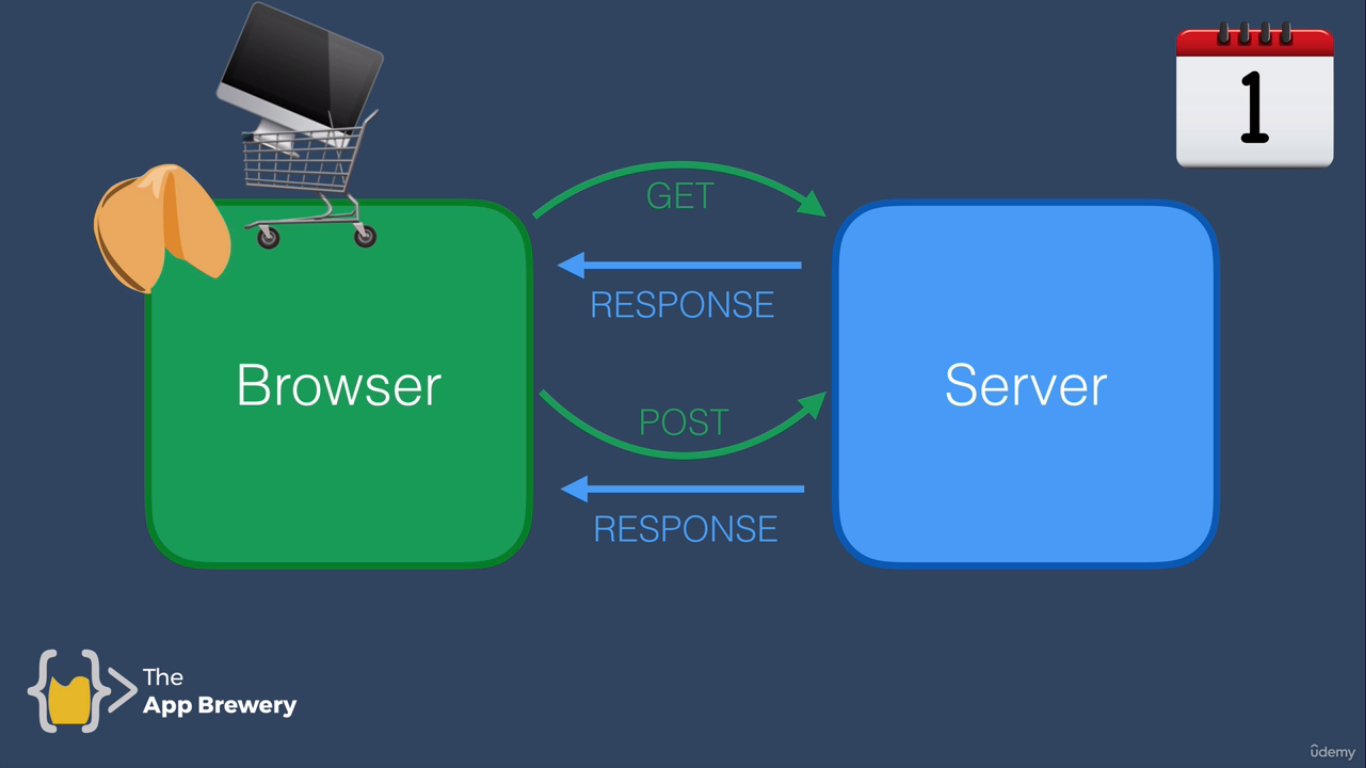 1
GET
RESPONSE
Browser
Server
POST
RESPONSE
The
App Brewery
ûdemy